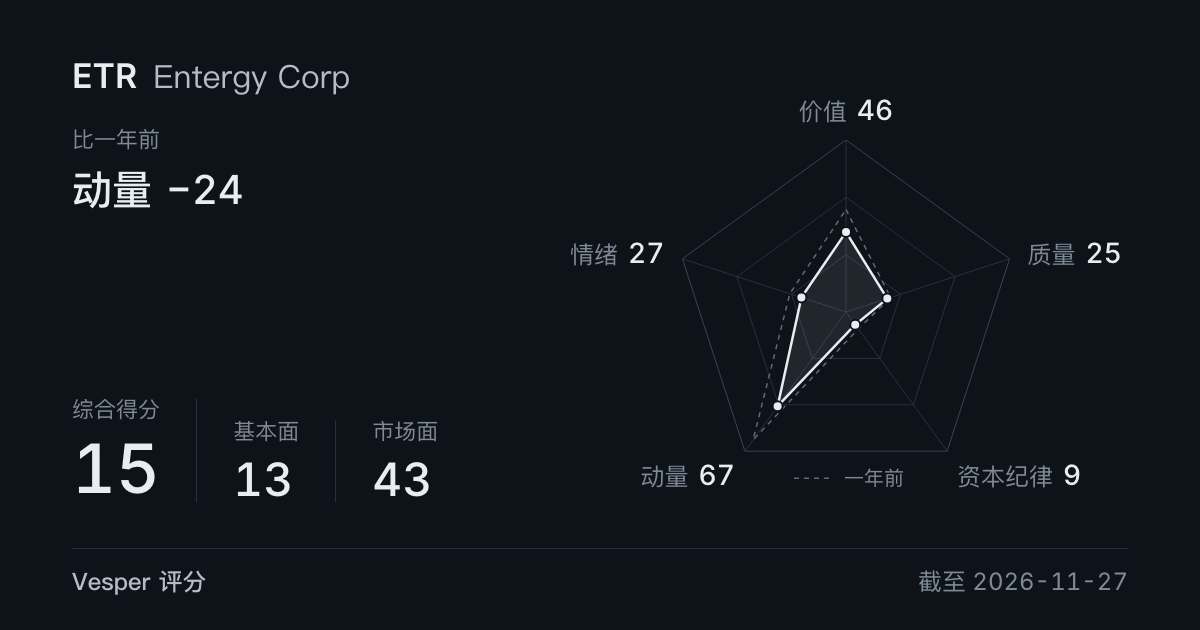 ETR Entergy Corp
比一年前
动量 −24
价值 46
情绪 27
质量 25
动量 67
一年前
资本纪律 9
综合得分
15
基本面
13
市场面
43
Vesper 评分
截至 2026-11-27